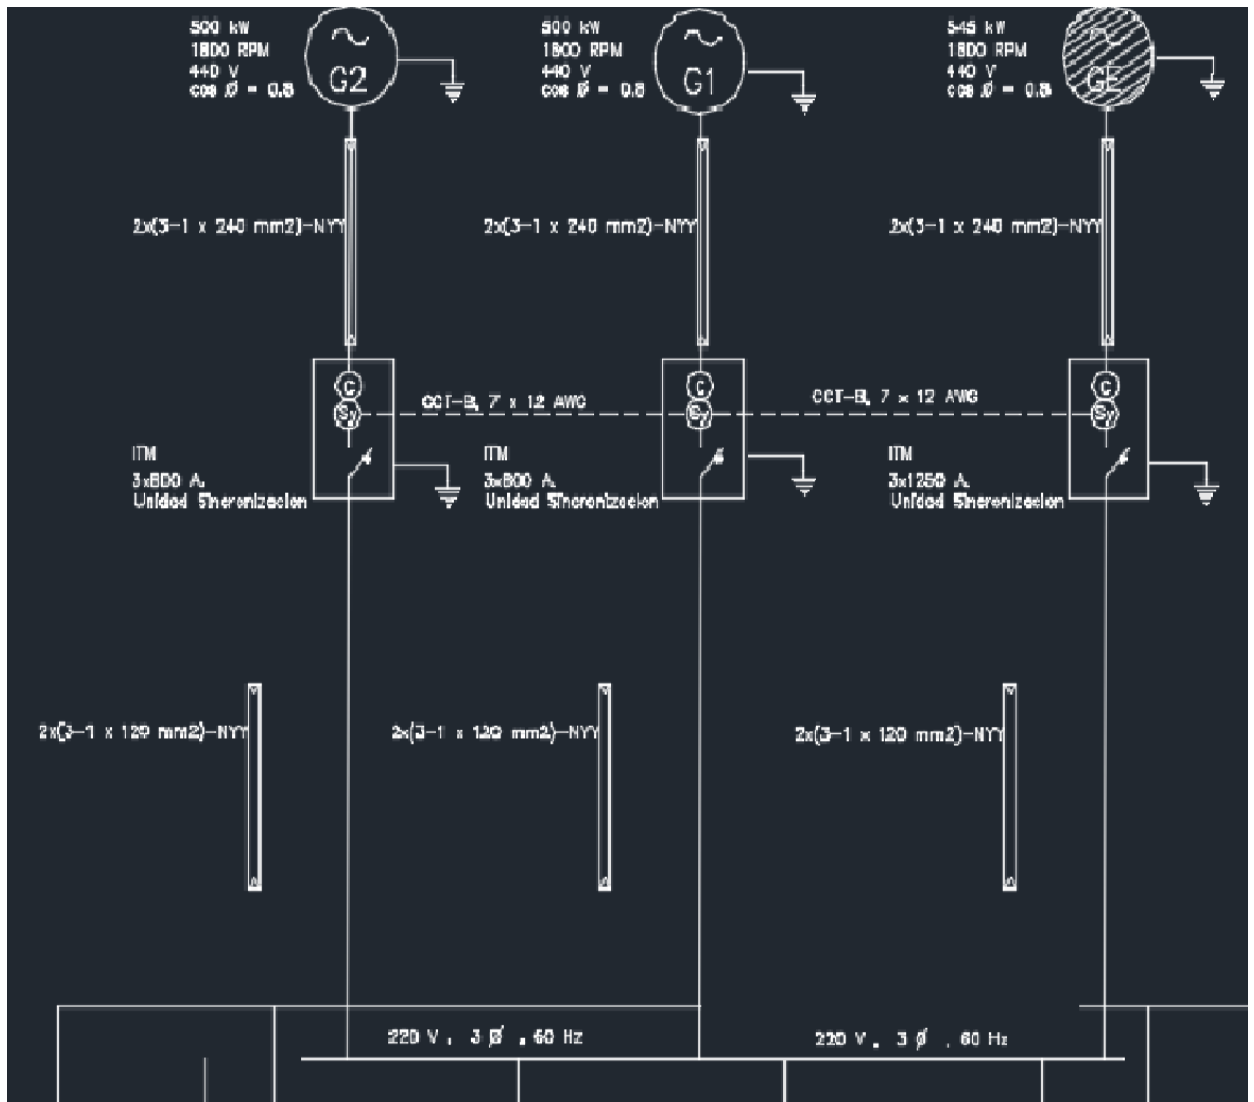 500 kW
1800 RPM
440 V
cos Ø = 0.8
G2
500 kW
1800 RPM
440 V
cos Ø = 0.8
G1
545 kW
1800 RPM
440 V
cos Ø = 0.8
GE
2x(3-1 x 240 mm2)-NYY
2x(3-1 x 240 mm2)-NYY
2x(3-1 x 240 mm2)-NYY
G
Sy
G
Sy
G
Sy
CCT-B, 7 x 12 AWG
CCT-B, 7 x 12 AWG
ITM
3x800 A.
Unidad Sincronizacion
ITM
3x800 A.
Unidad Sincronizacion
ITM
3x1250 A.
Unidad Sincronizacion
2x(3-1 x 120 mm2)-NYY
2x(3-1 x 120 mm2)-NYY
2x(3-1 x 120 mm2)-NYY
220 V , 3 Ø , 60 Hz
220 V , 3 Ø , 60 Hz